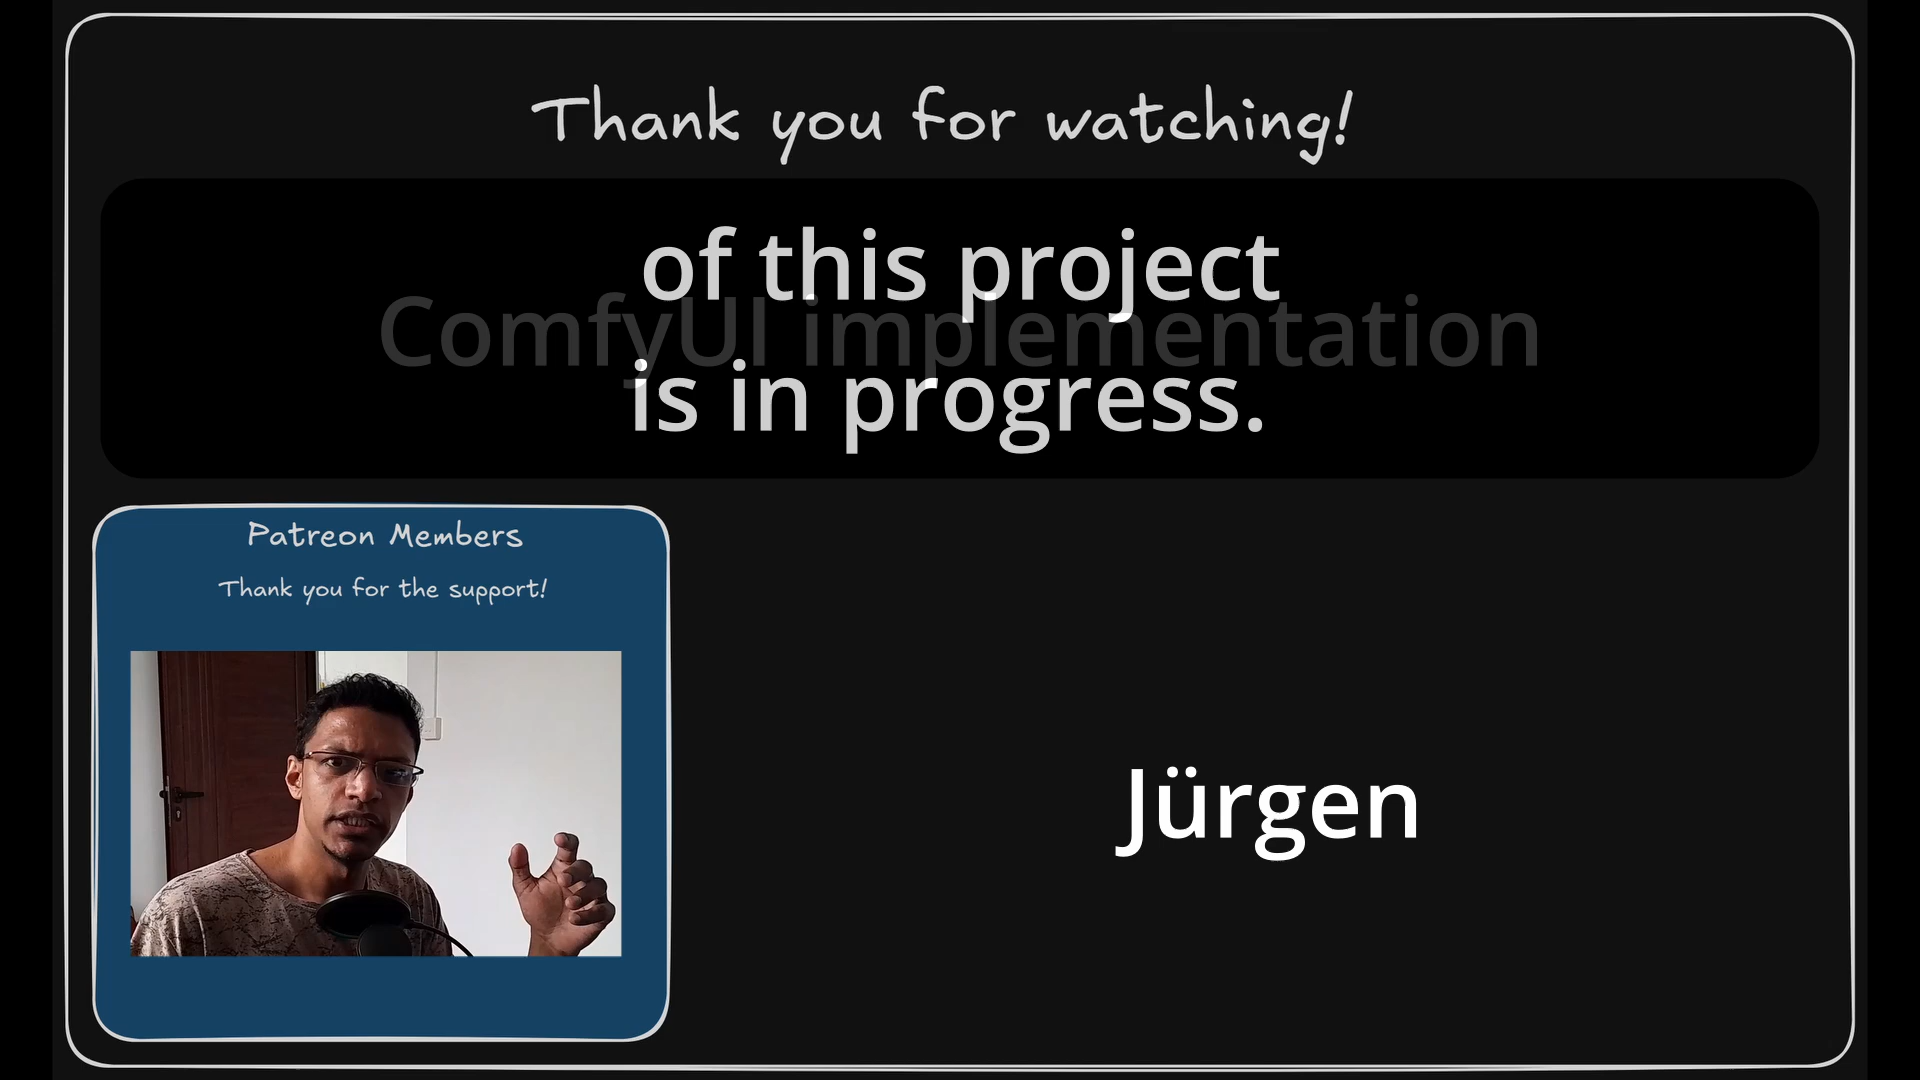 Thank you for watching!
of this project
ComfyUI implementation
is in progress.
Patreon Members
Thank you for the support!
Jürgen